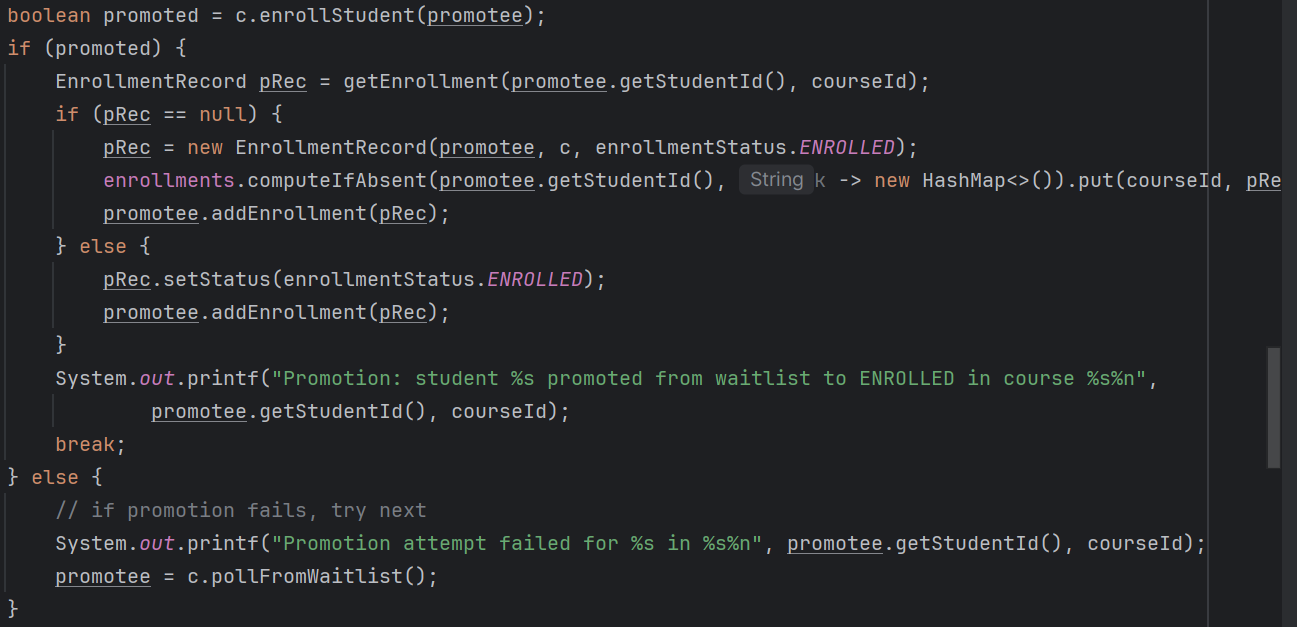 boolean promoted = c.enrollStudent(promotee);
if (promoted) {
    EnrollmentRecord pRec = getEnrollment(promotee.getStudentId(), courseId);
    if (pRec == null) {
        pRec = new EnrollmentRecord(promotee, c, enrollmentStatus.ENROLLED);
        enrollments.computeIfAbsent(promotee.getStudentId(), String k -> new HashMap<>()).put(courseId, pRe
        promotee.addEnrollment(pRec);
    } else {
        pRec.setStatus(enrollmentStatus.ENROLLED);
        promotee.addEnrollment(pRec);
    }
    System.out.printf("Promotion: student %s promoted from waitlist to ENROLLED in course %s%n",
            promotee.getStudentId(), courseId);
    break;
} else {
    // if promotion fails, try next
    System.out.printf("Promotion attempt failed for %s in %s%n", promotee.getStudentId(), courseId);
    promotee = c.pollFromWaitlist();
}